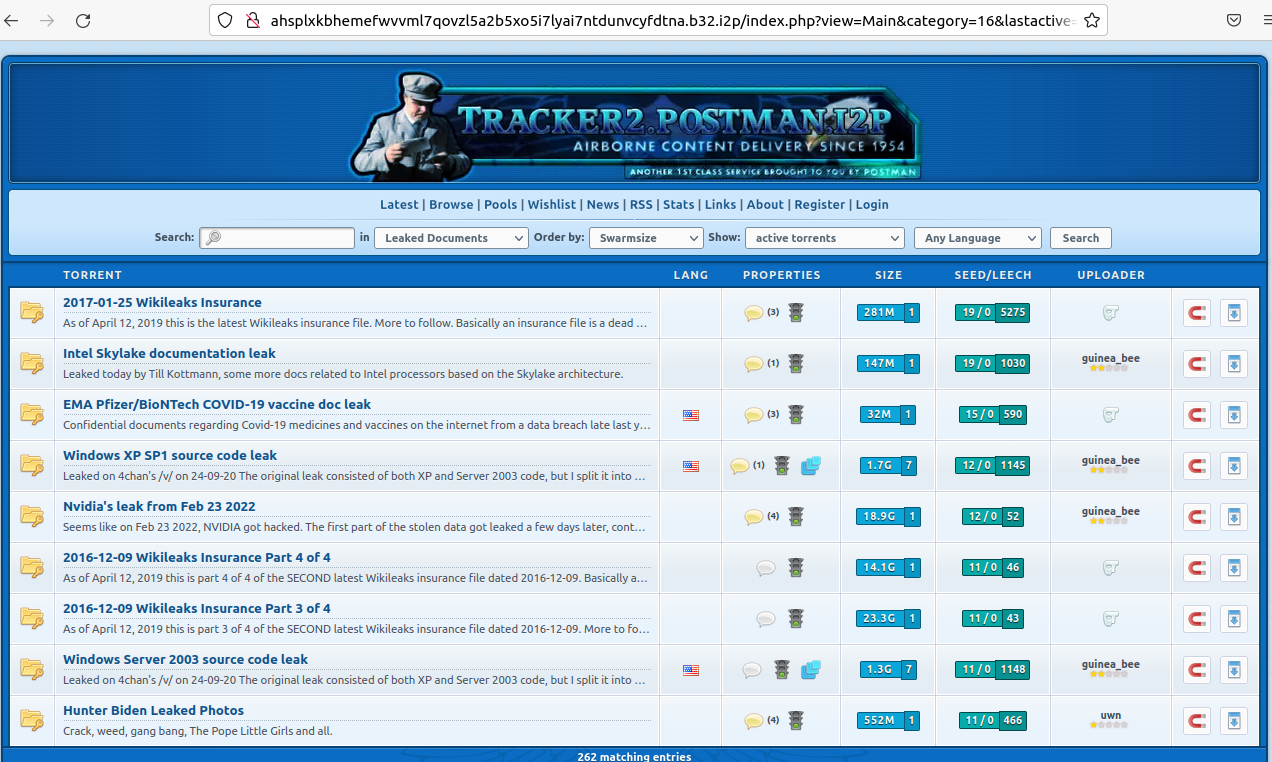 ahsplxkbhemefwvvml7qovzl5a2b5xo5i7lyai7ntdunvcyfdtna.b32.i2p/index.php?view=Main&category=16&lastactive=
TRACKER2.POSTMAN.I2P
AIRBORNE CONTENT DELIVERY SINCE 1954
ANOTHER 1ST CLASS SERVICE BROUGHT TO YOU BY POSTMAN
Latest | Browse | Pools | Wishlist | News | RSS | Stats | Links | About | Register | Login
Search: in Leaked Documents Order by: Swarmsize Show: active torrents Any Language Search
TORRENT LANG PROPERTIES SIZE SEED/LEECH UPLOADER
2017-01-25 Wikileaks Insurance
As of April 12, 2019 this is the latest Wikileaks insurance file. More to follow. Basically an insurance file is a dead ...
(3) 281M 1 19 / 0 5275
Intel Skylake documentation leak
Leaked today by Till Kottmann, some more docs related to Intel processors based on the Skylake architecture.
(1) 147M 1 19 / 0 1030 guinea_bee
EMA Pfizer/BioNTech COVID-19 vaccine doc leak
Confidential documents regarding Covid-19 medicines and vaccines on the internet from a data breach late last y...
(3) 32M 1 15 / 0 590
Windows XP SP1 source code leak
Leaked on 4chan's /v/ on 24-09-20 The original leak consisted of both XP and Server 2003 code, but I split it into ...
(1) 1.7G 7 12 / 0 1145 guinea_bee
Nvidia's leak from Feb 23 2022
Seems like on Feb 23 2022, NVIDIA got hacked. The first part of the stolen data got leaked a few days later, cont...
(4) 18.9G 1 12 / 0 52 guinea_bee
2016-12-09 Wikileaks Insurance Part 4 of 4
As of April 12, 2019 this is part 4 of 4 of the SECOND latest Wikileaks insurance file dated 2016-12-09. Basically a...
14.1G 1 11 / 0 46
2016-12-09 Wikileaks Insurance Part 3 of 4
As of April 12, 2019 this is part 3 of 4 of the SECOND latest Wikileaks insurance file dated 2016-12-09. More to fo...
23.3G 1 11 / 0 43
Windows Server 2003 source code leak
Leaked on 4chan's /v/ on 24-09-20 The original leak consisted of both XP and Server 2003 code, but I split it into ...
1.3G 7 11 / 0 1148 guinea_bee
Hunter Biden Leaked Photos
Crack, weed, gang bang, The Pope Little Girls and all.
(4) 552M 1 11 / 0 466 uwn
262 matching entries